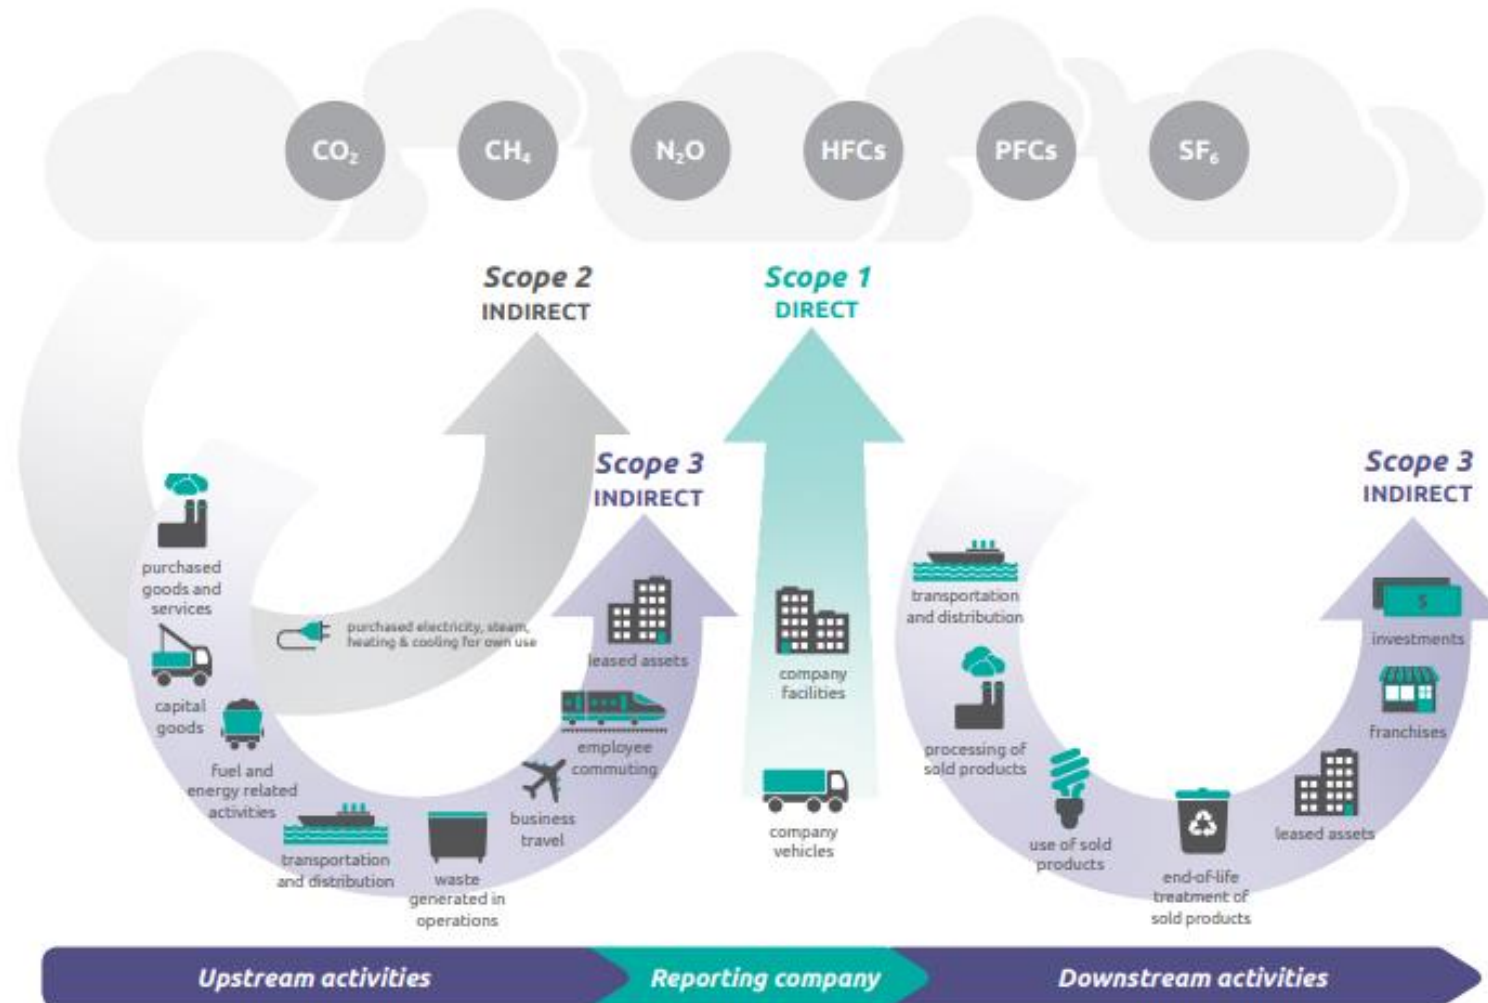 CO₂
CH₄
N₂O
HFCs
PFCs
SF₆
Scope 2
INDIRECT
Scope 1
DIRECT
Scope 3
INDIRECT
Scope 3
INDIRECT
purchased
goods and
services
capital
goods
fuel and
energy related
activities
purchased electricity, steam,
heating & cooling for own use
transportation
and distribution
waste
generated in
operations
business
travel
employee
commuting
leased assets
company
facilities
company
vehicles
transportation
and distribution
processing of
sold products
use of sold
products
end-of-life
treatment of
sold products
leased assets
franchises
$
investments
Upstream activities
Reporting company
Downstream activities